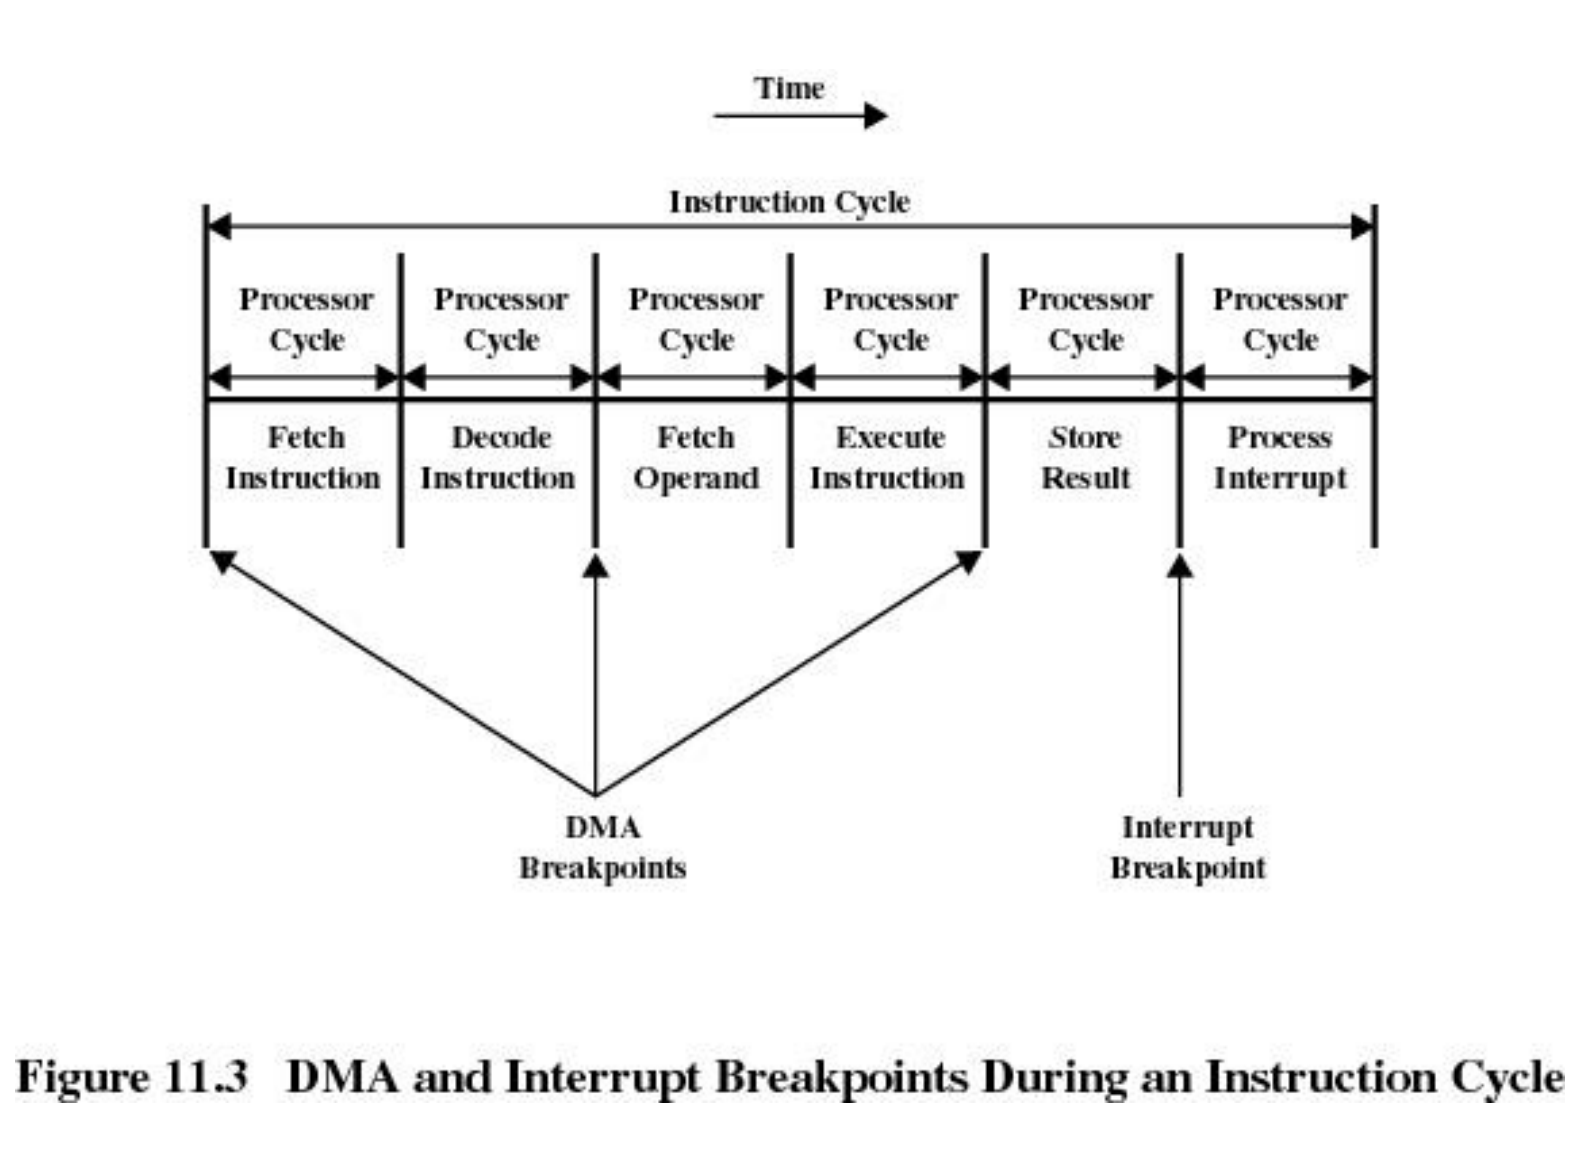 Time
Instruction Cycle
Processor Cycle
Processor Cycle
Processor Cycle
Processor Cycle
Processor Cycle
Processor Cycle
Fetch Instruction
Decode Instruction
Fetch Operand
Execute Instruction
Store Result
Process Interrupt
DMA Breakpoints
Interrupt Breakpoint
Figure 11.3 DMA and Interrupt Breakpoints During an Instruction Cycle